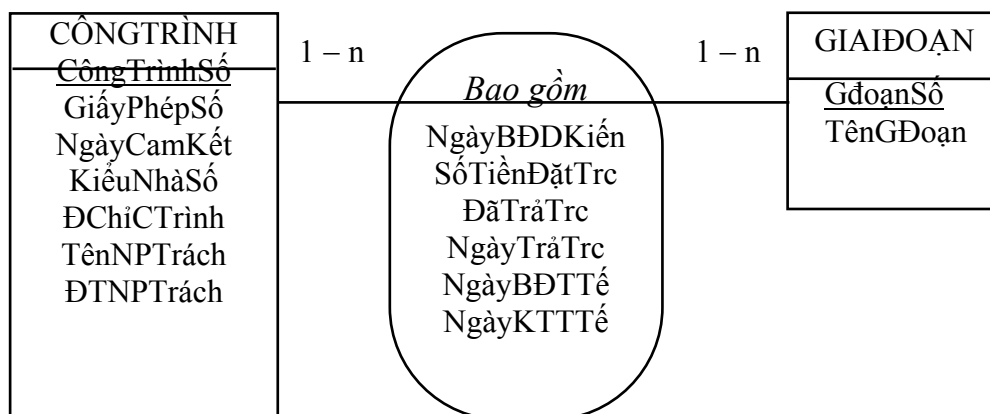 CÔNGTRÌNH
CôngTrìnhSố
GiấyPhépSố
NgàyCamKết
KiểuNhàSố
ĐChỉCTrình
TênNPTrách
ĐTNPTrách
1 – n
Bao gồm
NgàyBĐDKiến
SốTiềnĐặtTrc
ĐãTrảTrc
NgàyTrảTrc
NgàyBĐTTế
NgàyKTTTế
1 – n
GIAIĐOẠN
GđoạnSố
TênGĐoạn